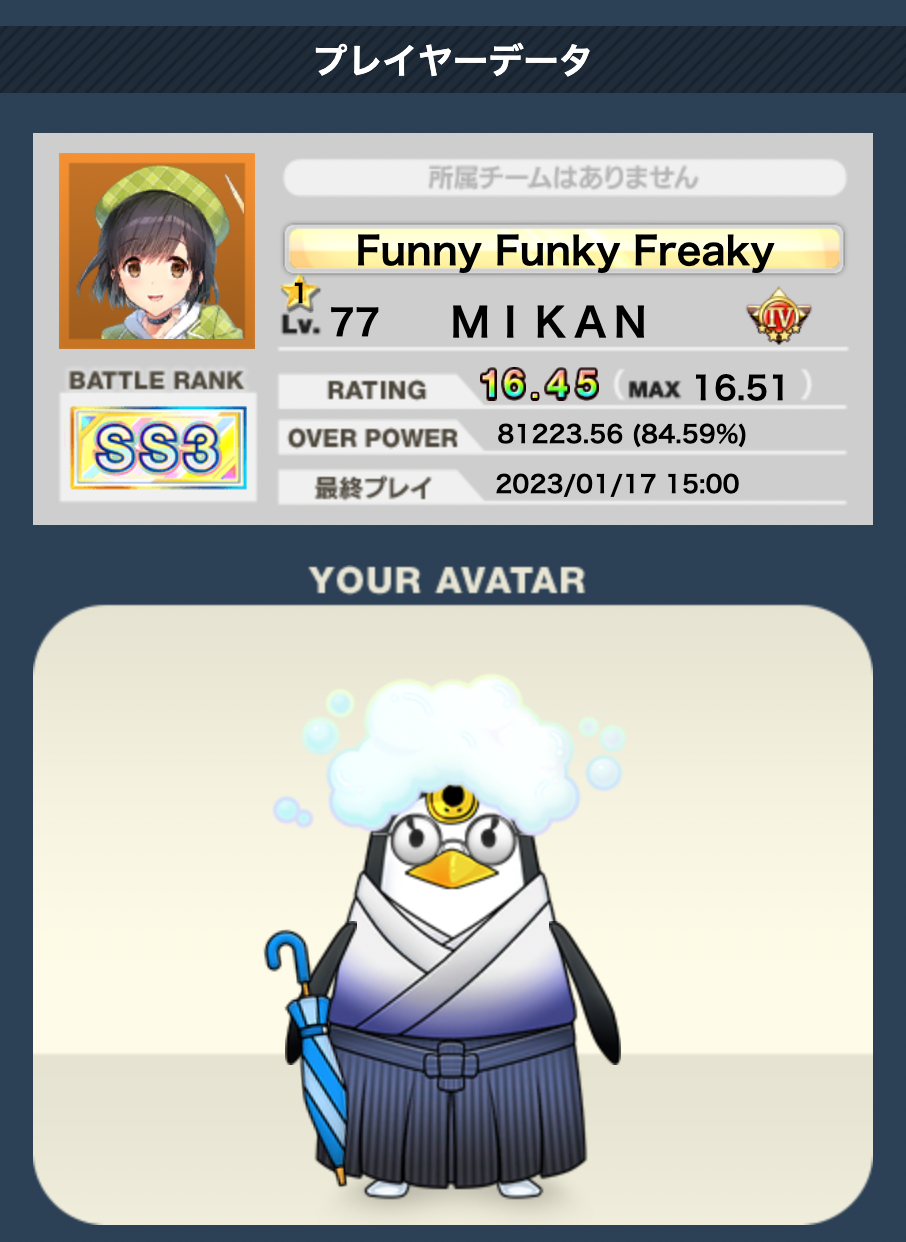 プレイヤーデータ
所属チームはありません
Funny Funky Freaky
1
Lv. 77 ＭＩＫＡＮ IV
BATTLE RANK
SS3
RATING 16.45 (MAX 16.51)
OVER POWER 81223.56 (84.59%)
最終プレイ 2023/01/17 15:00
YOUR AVATAR